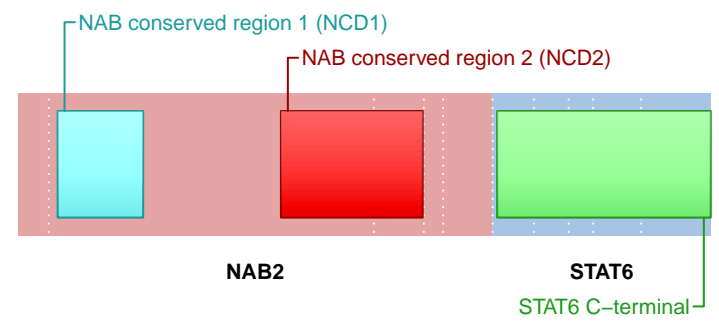 NAB conserved region 1 (NCD1)
NAB conserved region 2 (NCD2)
NAB2 STAT6
STAT6 C−terminal